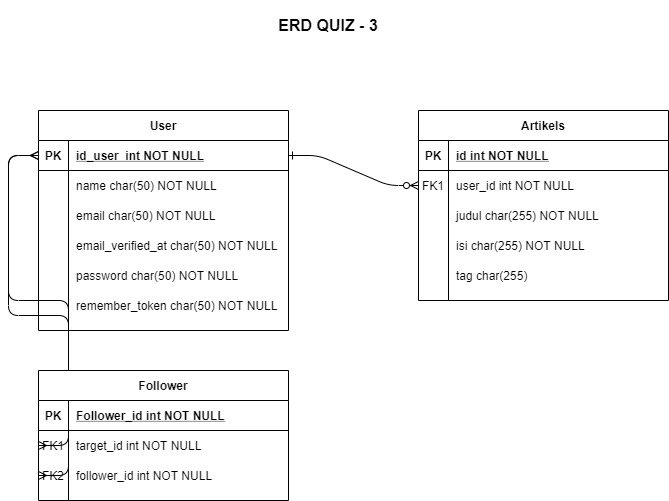 ERD QUIZ - 3
User
PK id_user int NOT NULL
name char(50) NOT NULL
email char(50) NOT NULL
email_verified_at char(50) NOT NULL
password char(50) NOT NULL
remember_token char(50) NOT NULL
Artikels
PK id int NOT NULL
FK1 user_id int NOT NULL
judul char(255) NOT NULL
isi char(255) NOT NULL
tag char(255)
Follower
PK Follower_id int NOT NULL
FK1 target_id int NOT NULL
FK2 follower_id int NOT NULL